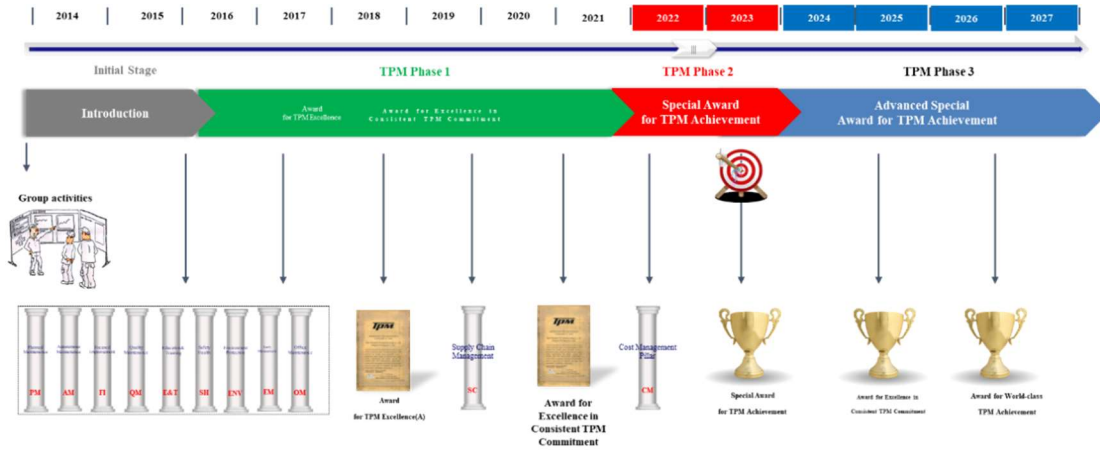 2014 2015 2016 2017 2018 2019 2020 2021 2022 2023 2024 2025 2026 2027
Initial Stage TPM Phase 1 TPM Phase 2 TPM Phase 3
Introduction
Award
for TPM Excellence
Award for Excellence in
Consistent TPM Commitment
Special Award
for TPM Achievement
Advanced Special
Award for TPM Achievement
Group activities
PM AM FI QM E&T SH ENV EM OM
TPM
Award
for TPM Excellence(A)
Supply Chain
Management
SC
TPM
Award for
Excellence in
Consistent TPM
Commitment
Cost Management
Pillar
CM
Special Award
for TPM Achievement
Award for Excellence in
Consistent TPM Commitment
Award for World-class
TPM Achievement